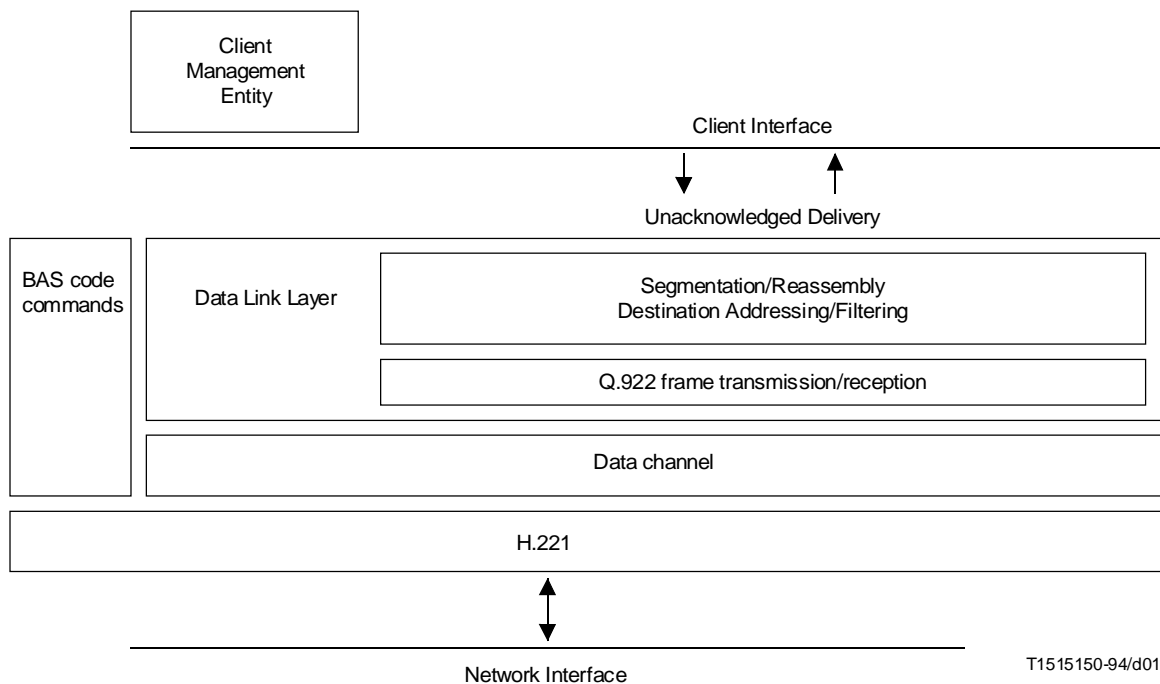 Client
Management
Entity
Client Interface
Unacknowledged Delivery
BAS code
commands
Data Link Layer
Segmentation/Reassembly
Destination Addressing/Filtering
Q.922 frame transmission/reception
Data channel
H.221
Network Interface
T1515150-94/d01